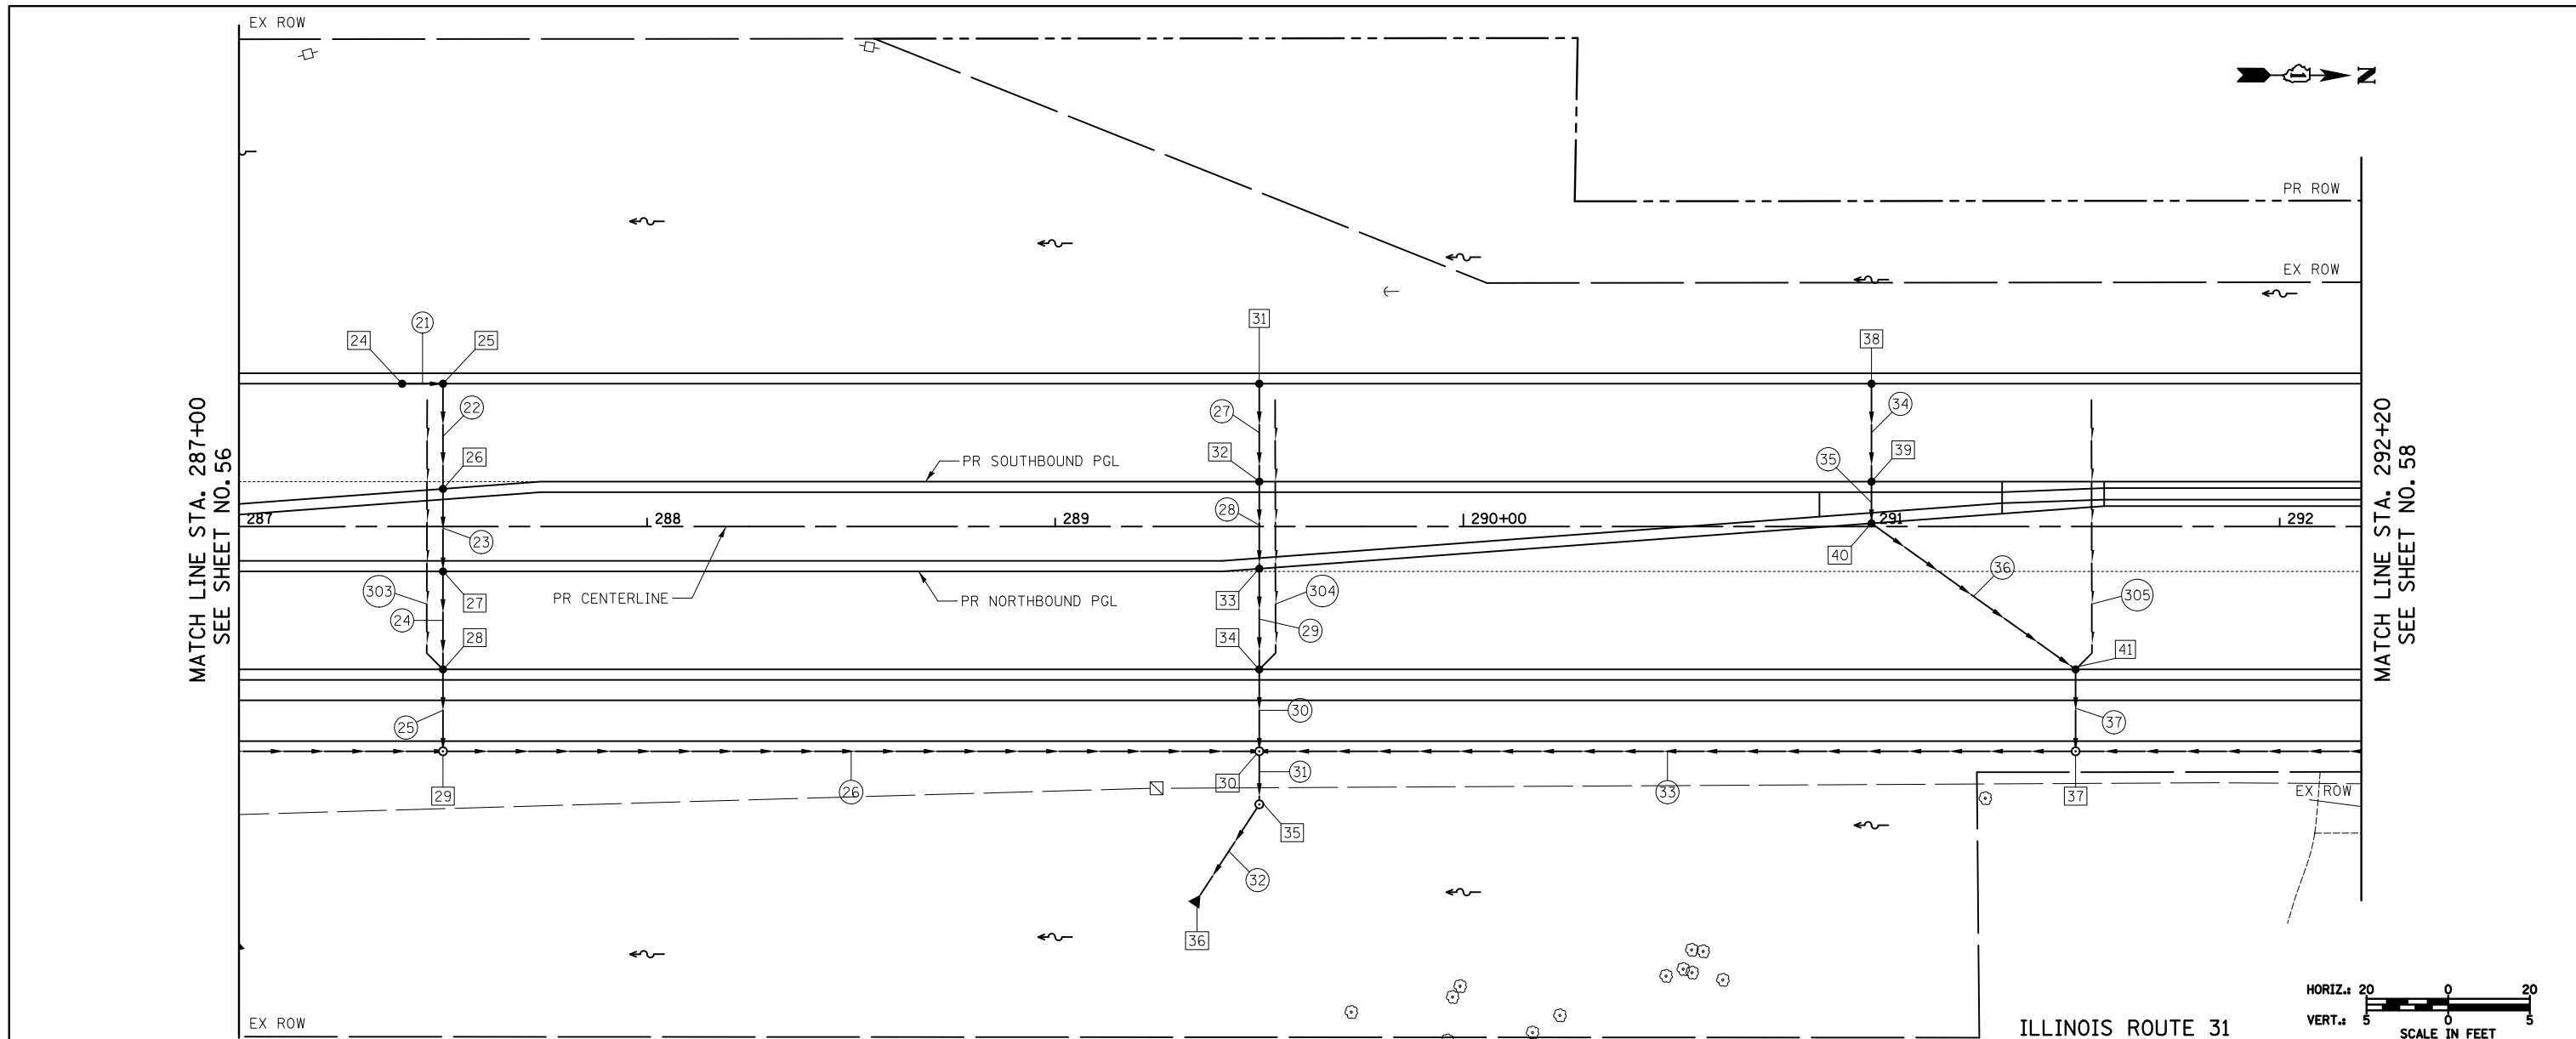 EX ROW
N
PR ROW
EX ROW
31
21
24
25
38
22
27
34
26
32
35
39
PR SOUTHBOUND PGL
MATCH LINE STA. 287+00
SEE SHEET NO. 56
MATCH LINE STA. 292+20
SEE SHEET NO. 58
287
288
289
290+00
291
292
28
23
40
36
303
27
PR CENTERLINE
PR NORTHBOUND PGL
33
304
305
24
28
34
29
41
25
30
37
29
26
30
31
33
37
EX ROW
35
32
36
EX ROW
ILLINOIS ROUTE 31
HORIZ.: 20 0 20
VERT.: 5 0 5
SCALE IN FEET